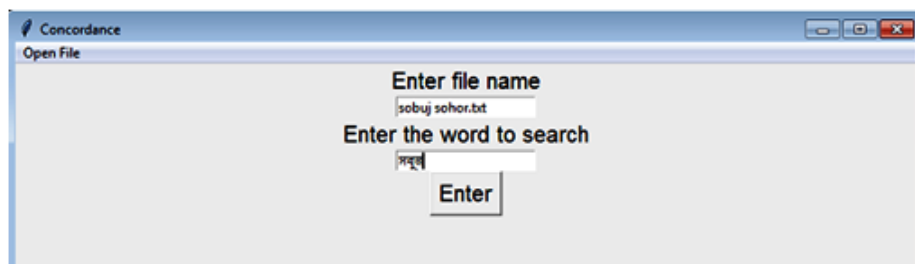 Concordance
Open File
Enter file name
sobuj sohor.txt
Enter the word to search
সবুজ
Enter